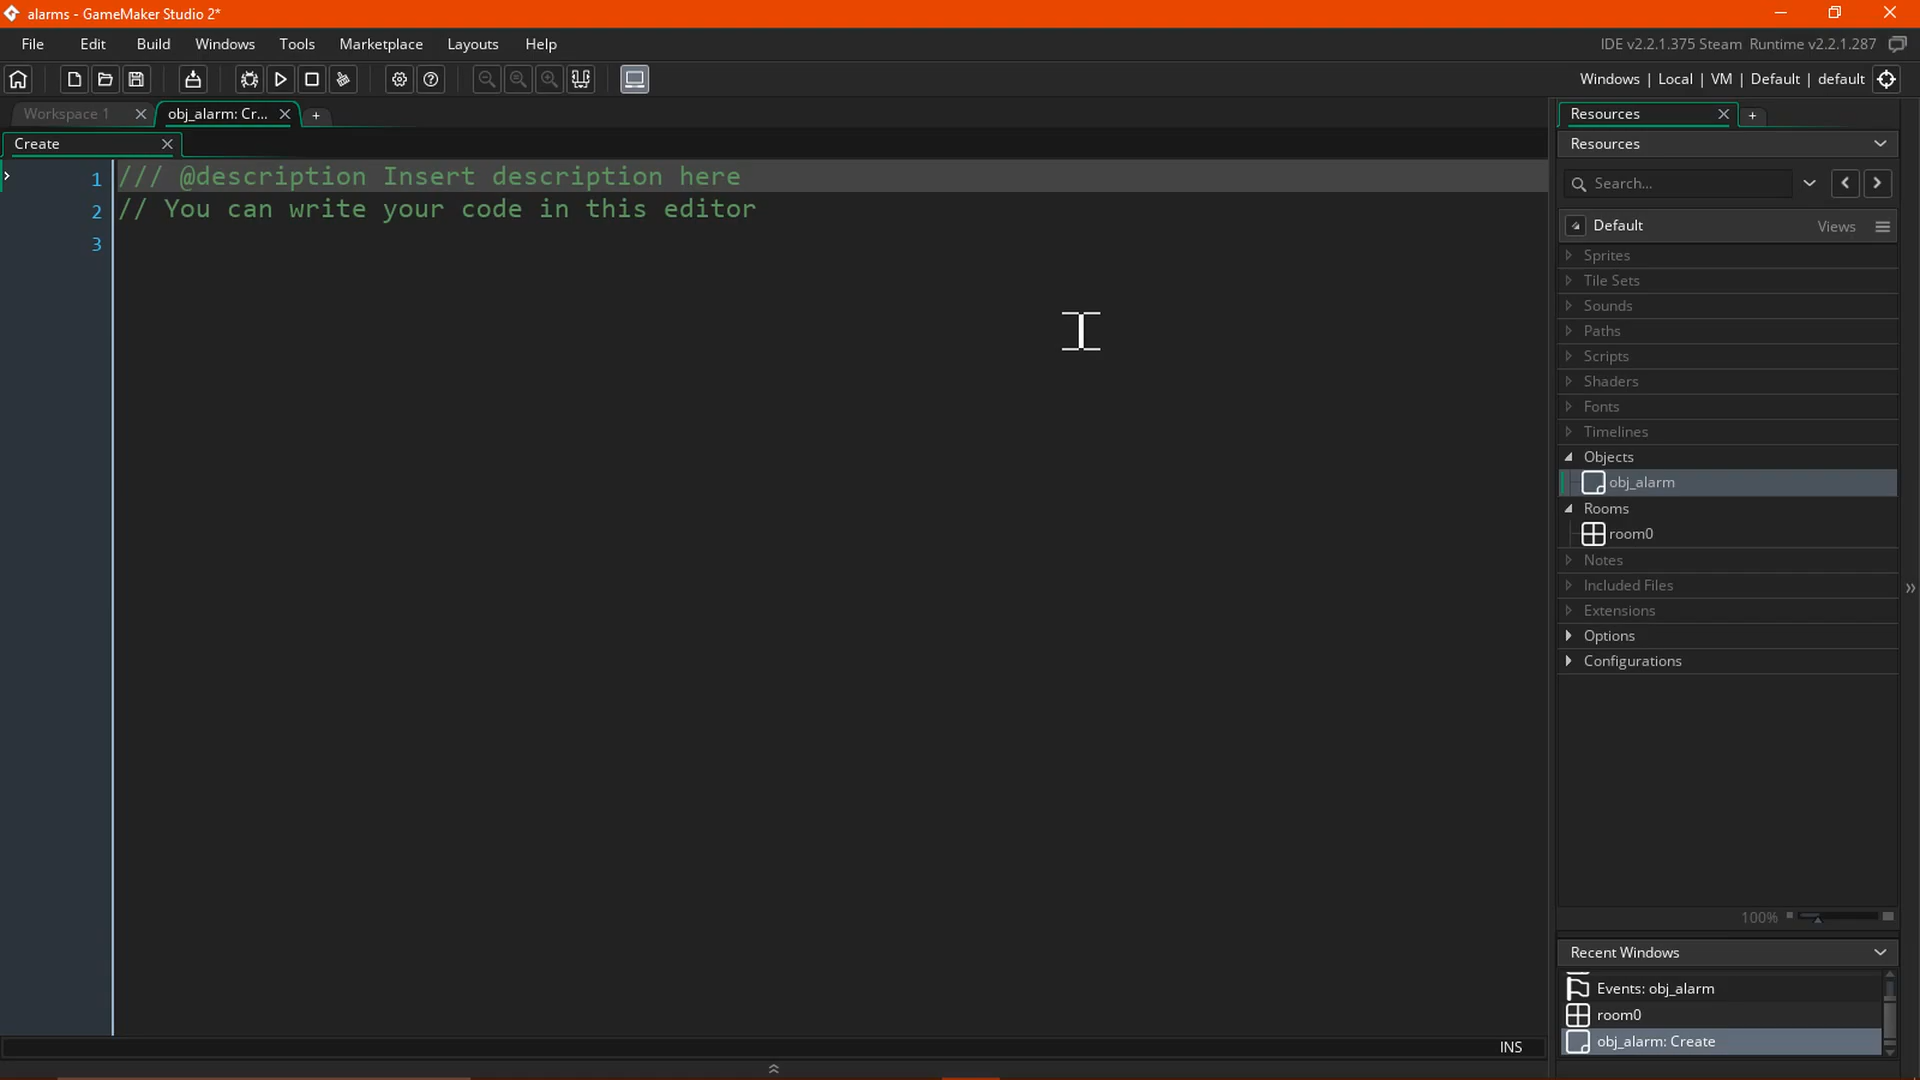 alarms - GameMaker Studio 2*
File Edit Build Windows Tools Marketplace Layouts Help
IDE v2.2.1.375 Steam Runtime v2.2.1.287
Windows | Local | VM | Default | default
Workspace 1
obj_alarm: Cr...
Create
1 /// @description Insert description here
2 // You can write your code in this editor
3
INS
Resources
Resources
Search...
Default Views
Sprites
Tile Sets
Sounds
Paths
Scripts
Shaders
Fonts
Timelines
Objects
obj_alarm
Rooms
room0
Notes
Included Files
Extensions
Options
Configurations
100%
Recent Windows
Events: obj_alarm
room0
obj_alarm: Create